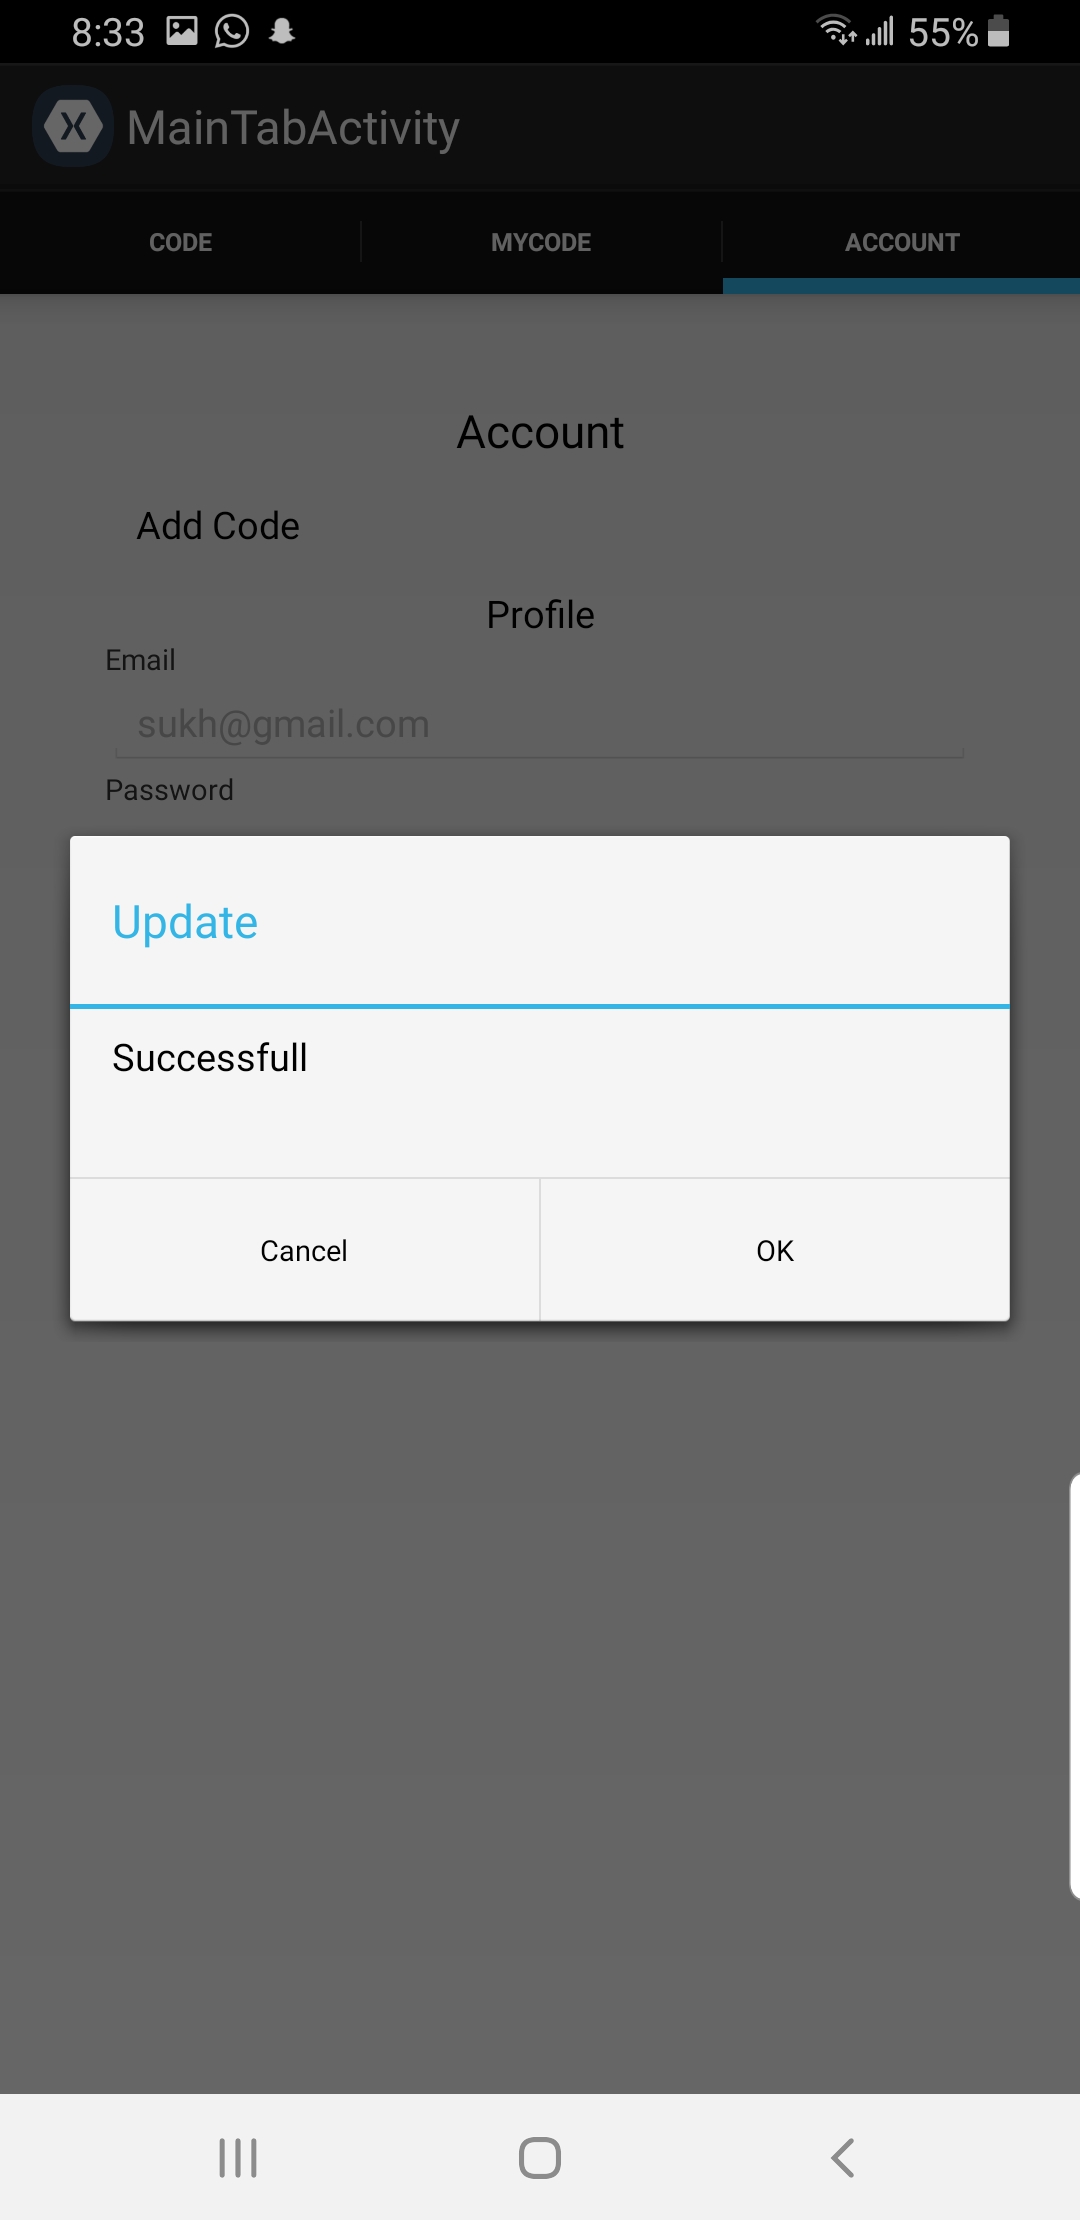 8:33 55%
MainTabActivity
CODE MYCODE ACCOUNT
Account
Add Code
Profile
Email
sukh@gmail.com
Password
Update
Successfull
Cancel OK